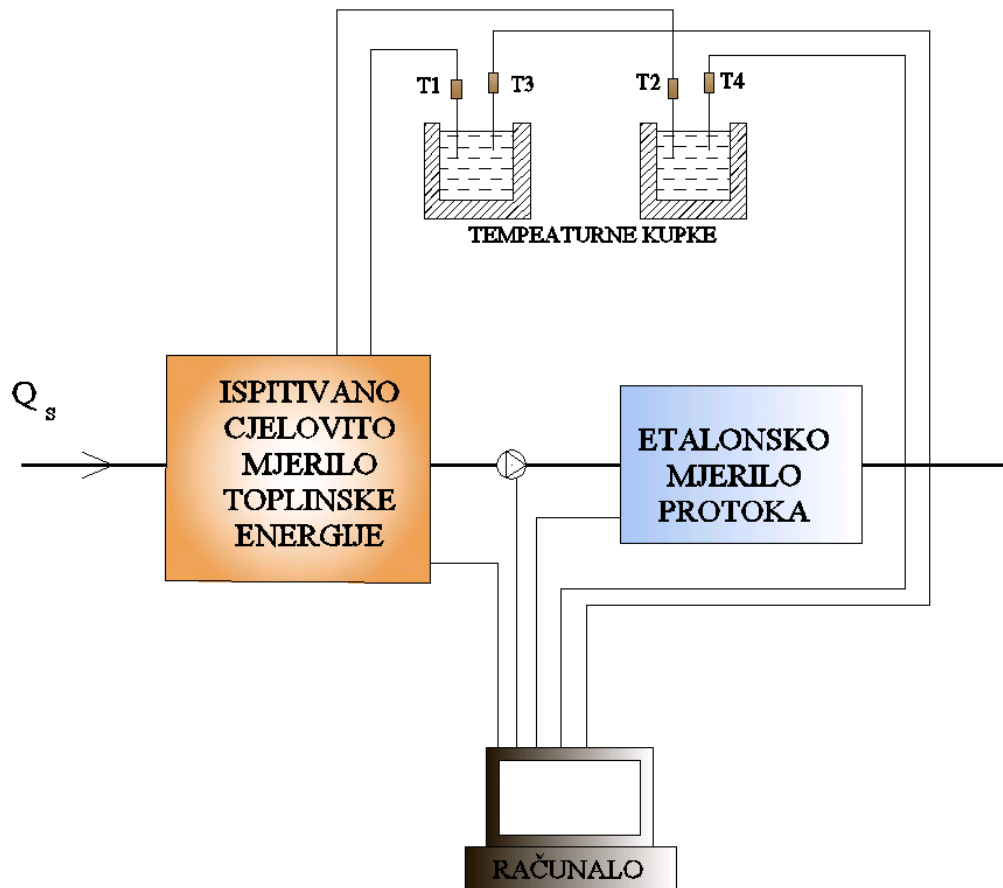 T1
T3
T2
T4
TEMPEATURNE KUPKE
Q s
ISPITIVANO
CJELOVITO
MJERILO
TOPLINSKE
ENERGIJE
ETALONSKO
MJERILO
PROTOKA
RAČUNALO